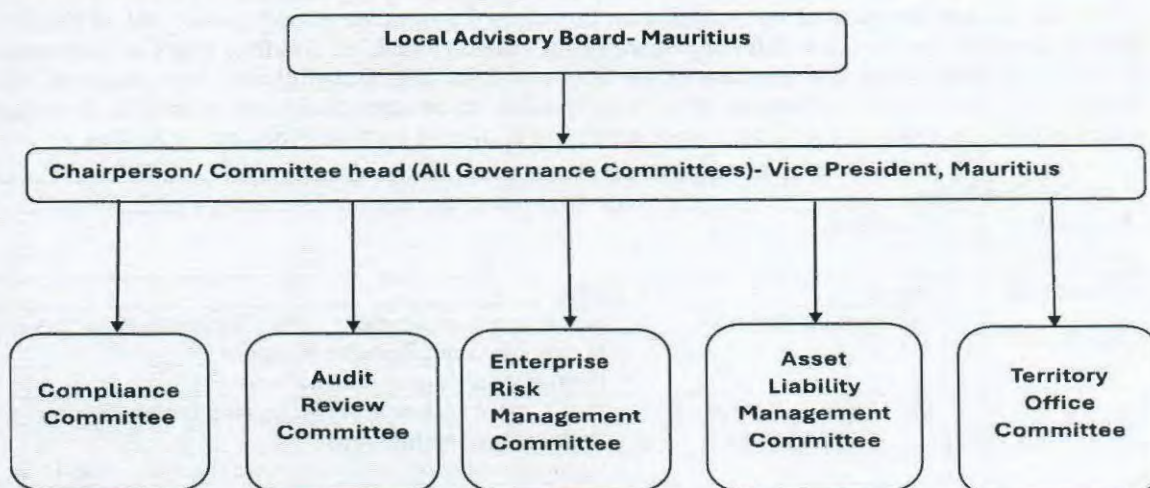 Local Advisory Board- Mauritius
Chairperson/ Committee head (All Governance Committees)- Vice President, Mauritius
Compliance
Committee
Audit
Review
Committee
Enterprise
Risk
Management
Committee
Asset
Liability
Management
Committee
Territory
Office
Committee